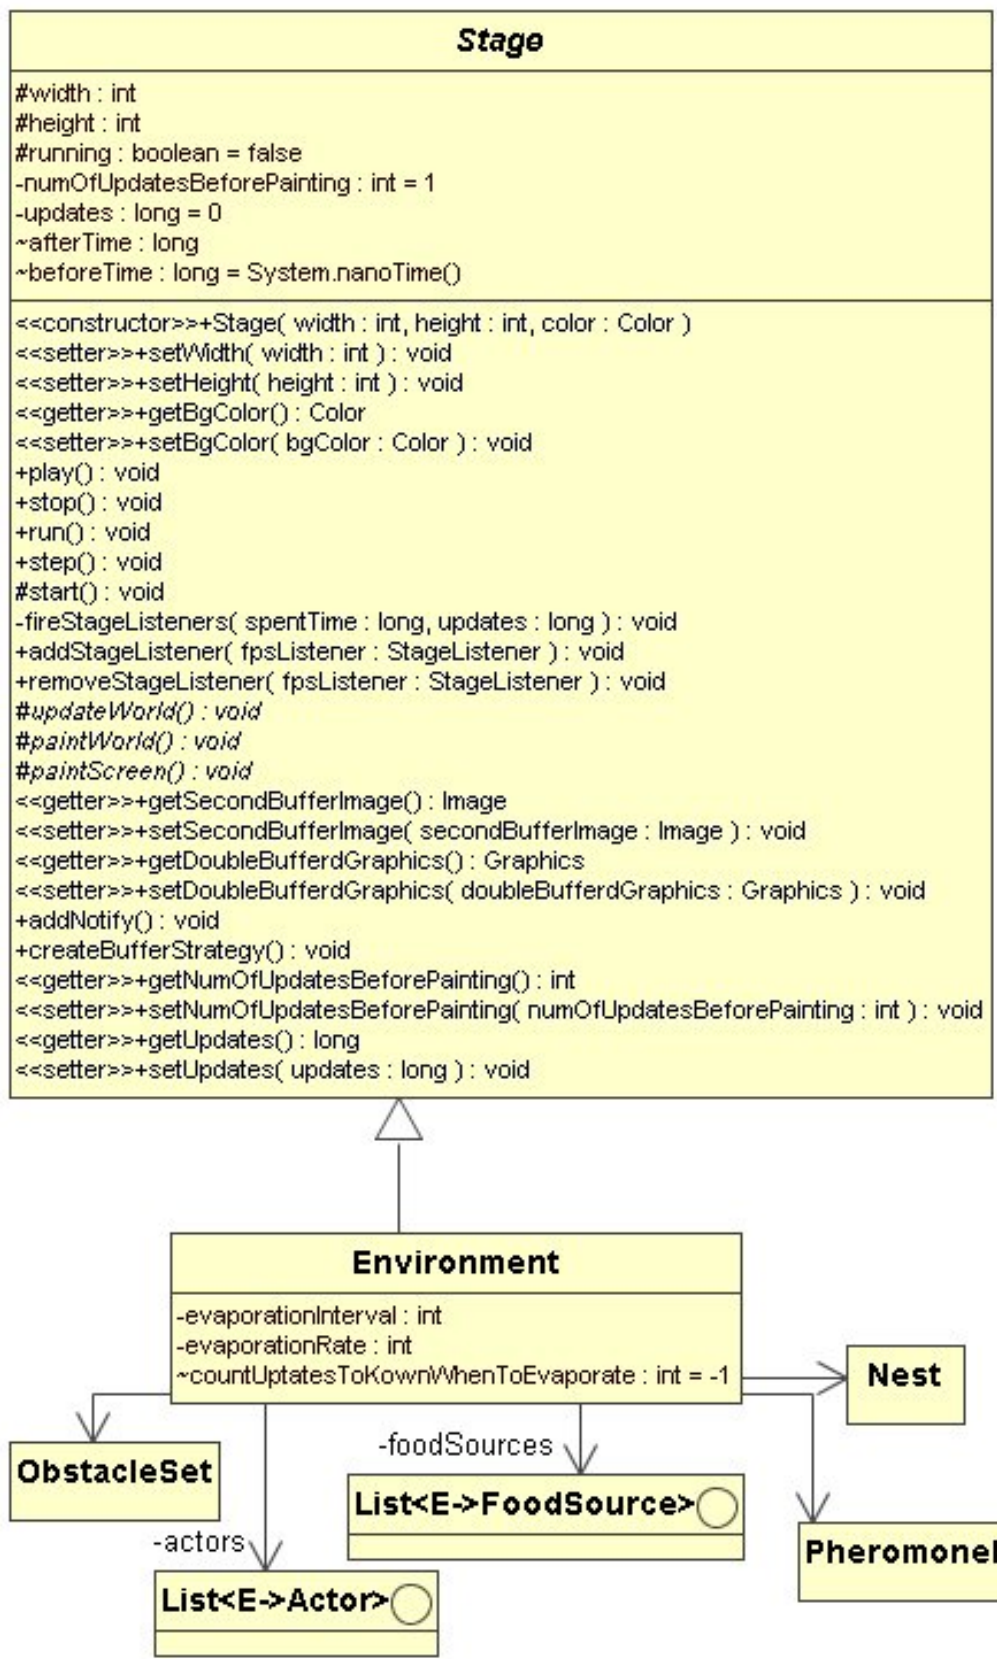 Stage
#width : int
#height : int
#running : boolean = false
-numOfUpdatesBeforePainting : int = 1
-updates : long = 0
~afterTime : long
~beforeTime : long = System.nanoTime()
<<constructor>>+Stage( width : int, height : int, color : Color )
<<setter>>+setWidth( width : int ) : void
<<setter>>+setHeight( height : int ) : void
<<getter>>+getBgColor() : Color
<<setter>>+setBgColor( bgColor : Color ) : void
+play() : void
+stop() : void
+run() : void
+step() : void
#start() : void
-fireStageListeners( spentTime : long, updates : long ) : void
+addStageListener( fpsListener : StageListener ) : void
+removeStageListener( fpsListener : StageListener ) : void
#updateWorld() : void
#paintWorld() : void
#paintScreen() : void
<<getter>>+getSecondBufferImage() : Image
<<setter>>+setSecondBufferImage( secondBufferImage : Image ) : void
<<getter>>+getDoubleBufferdGraphics() : Graphics
<<setter>>+setDoubleBufferdGraphics( doubleBufferdGraphics : Graphics ) : void
+addNotify() : void
+createBufferStrategy() : void
<<getter>>+getNumOfUpdatesBeforePainting() : int
<<setter>>+setNumOfUpdatesBeforePainting( numOfUpdatesBeforePainting : int ) : void
<<getter>>+getUpdates() : long
<<setter>>+setUpdates( updates : long ) : void
Environment
-evaporationInterval : int
-evaporationRate : int
~countUptatesToKownWhenToEvaporate : int = -1
Nest
-foodSources
ObstacleSet
List<E->FoodSource>
-actors
Pheromone
List<E->Actor>